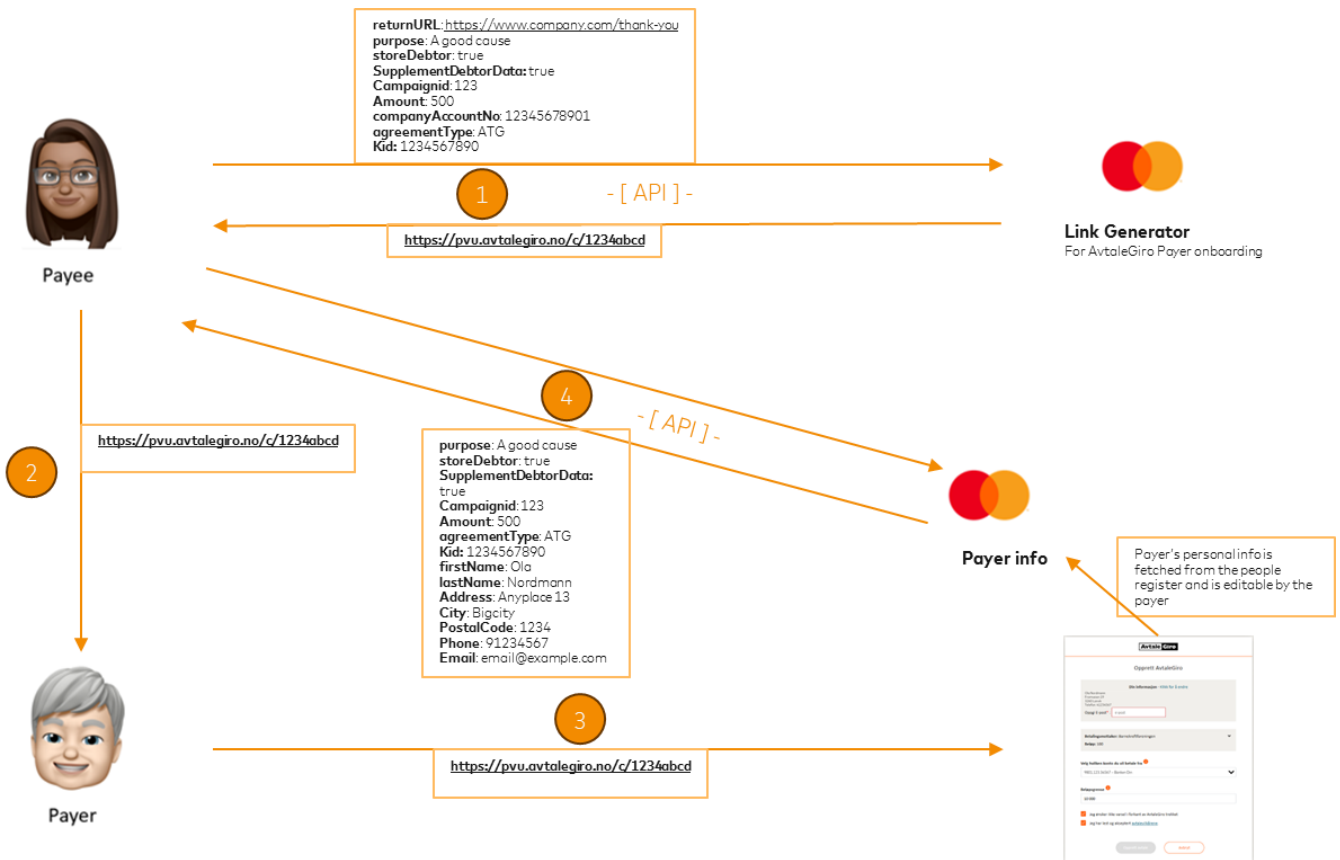 returnURL: https://www.company.com/thank-you
purpose: A good cause
storeDebtor: true
SupplementDebtorData: true
Campaignid: 123
Amount: 500
companyAccountNo: 12345678901
agreementType: ATG
Kid: 1234567890
1
- [ API ] -
https://pvu.avtalegiro.no/c/1234abcd
Link Generator
For AvtaleGiro Payer onboarding
Payee
4
- [ API ] -
2
https://pvu.avtalegiro.no/c/1234abcd
purpose: A good cause
storeDebtor: true
SupplementDebtorData:
true
Campaignid: 123
Amount: 500
agreementType: ATG
Kid: 1234567890
firstName: Ola
lastName: Nordmann
Address: Anyplace 13
City: Bigcity
PostalCode: 1234
Phone: 91234567
Email: email@example.com
Payer info
Payer's personal info is
fetched from the people
register and is editable by the
payer
Avtale Giro
Opprett AvtaleGiro
3
https://pvu.avtalegiro.no/c/1234abcd
Payer